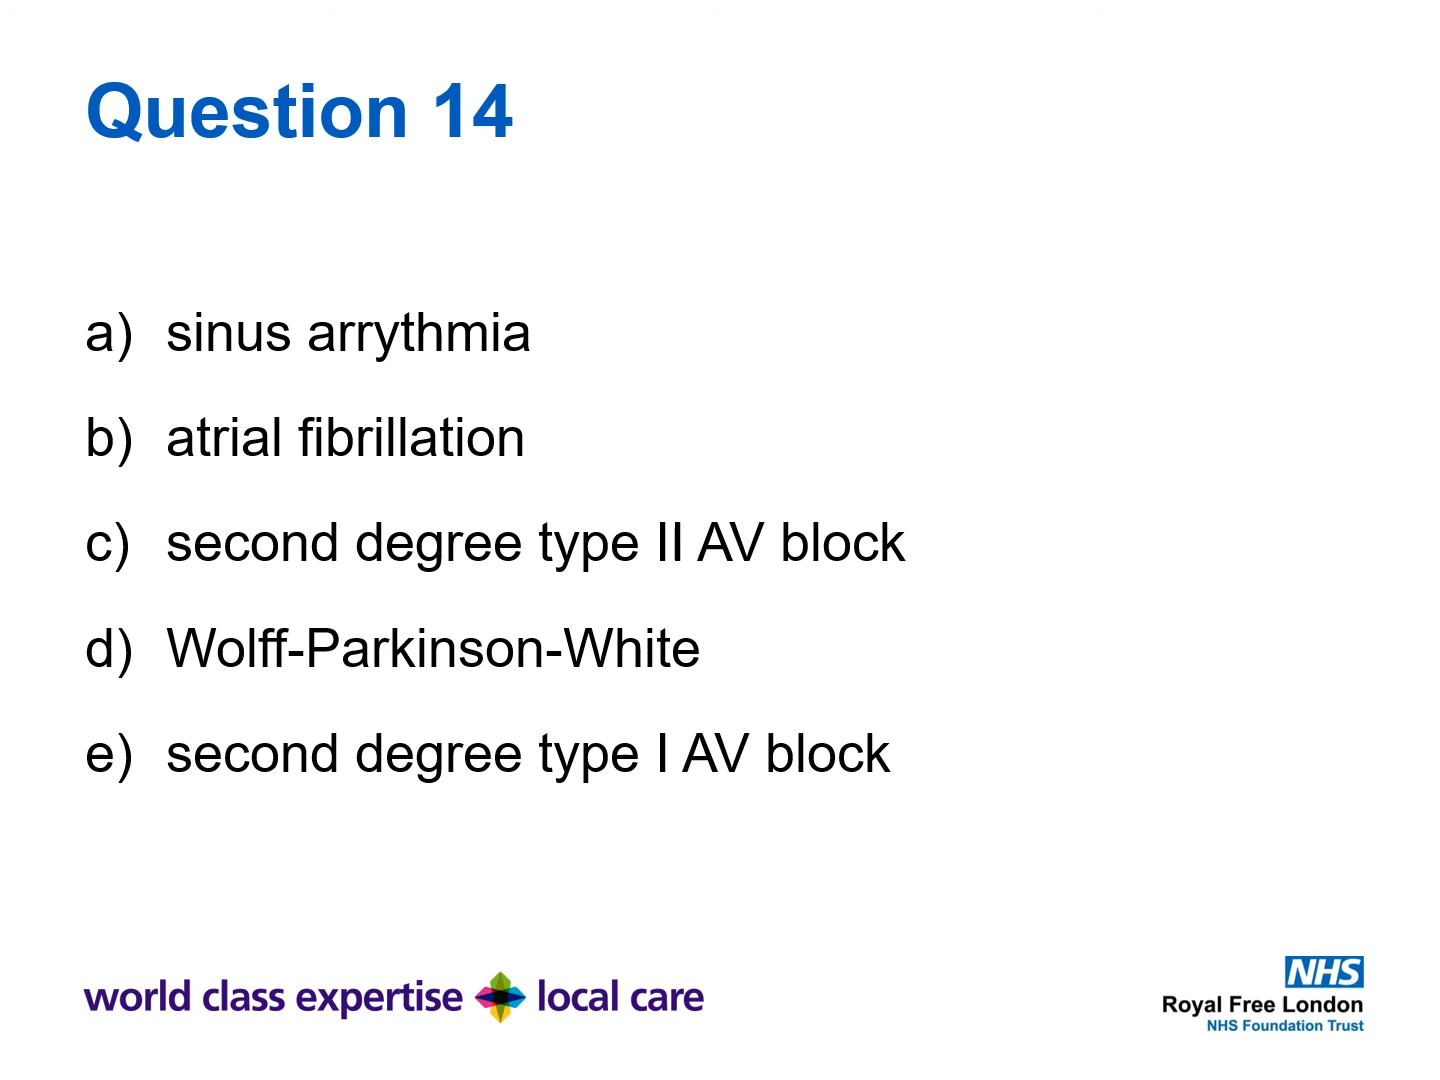 Question 14
a) sinus arrythmia
b) atrial fibrillation
c) second degree type II AV block
d) Wolff-Parkinson-White
e) second degree type I AV block
world class expertise local care
NHS
Royal Free London
NHS Foundation Trust